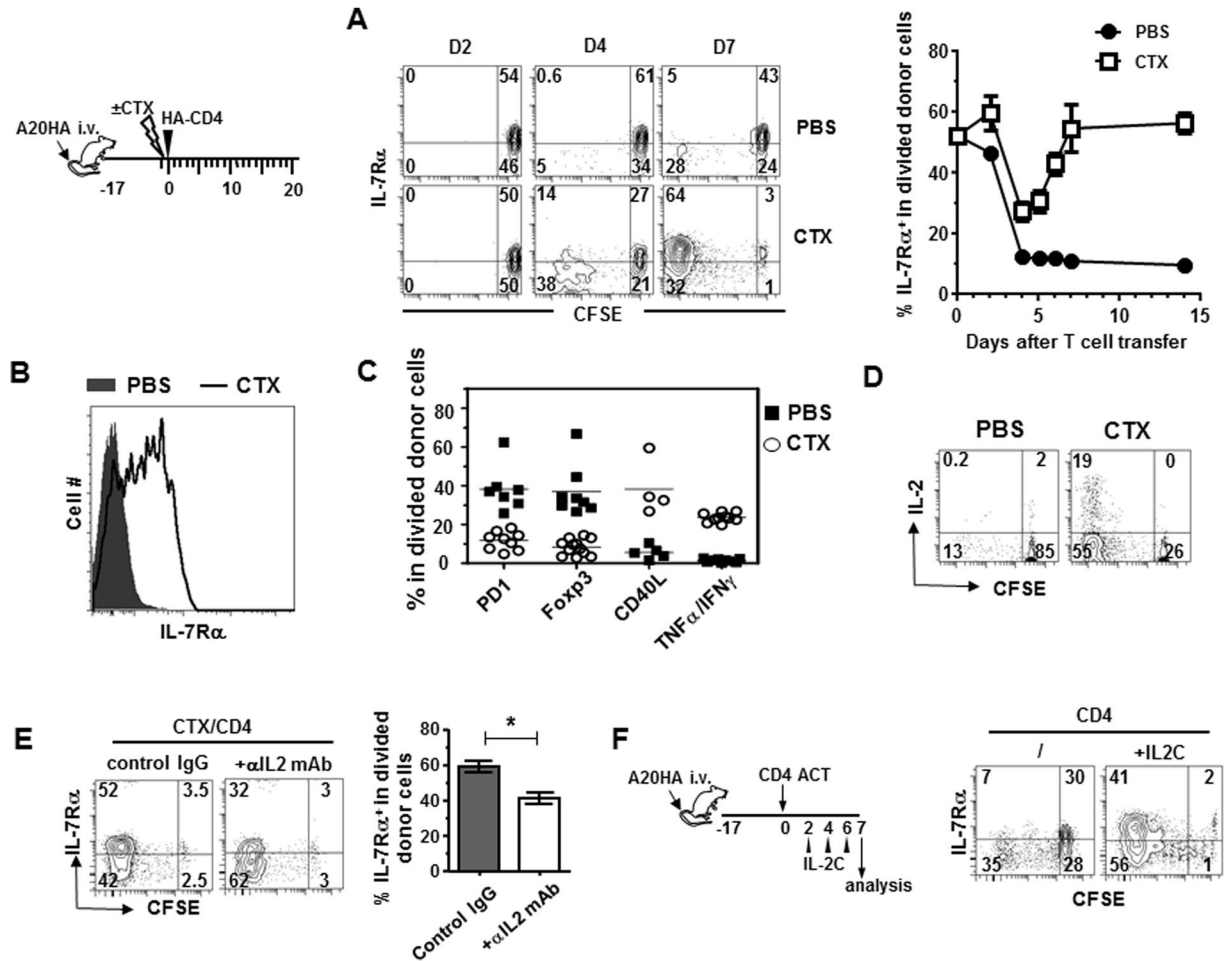 ±CTX
HA-CD4
A20HA i.v.
-17
0
10
20
A
D2
D4
D7
0
54
0.6
61
5
43
PBS
0
46
5
34
28
24
0
50
14
27
64
3
CTX
0
50
38
21
32
1
IL-7Rα
CFSE
PBS
CTX
% IL-7Rα⁺ in divided donor cells
80
60
40
20
0
0
5
10
15
Days after T cell transfer
B
PBS
CTX
Cell #
IL-7Rα
C
% in divided donor cells
80
60
40
20
0
PBS
CTX
PD1
Foxp3
CD40L
TNFα/IFNγ
D
PBS
CTX
0.2
2
19
0
13
85
55
26
IL-2
CFSE
E
CTX/CD4
control IgG
+αIL2 mAb
52
3.5
32
3
42
2.5
62
3
IL-7Rα
CFSE
% IL-7Rα⁺ in divided
donor cells
80
60
40
20
0
*
Control IgG
+αIL2 mAb
F
A20HA i.v.
CD4 ACT
-17
0
2
4
6
7
IL-2C
analysis
CD4
/
+IL2C
7
30
41
2
35
28
56
1
IL-7Rα
CFSE